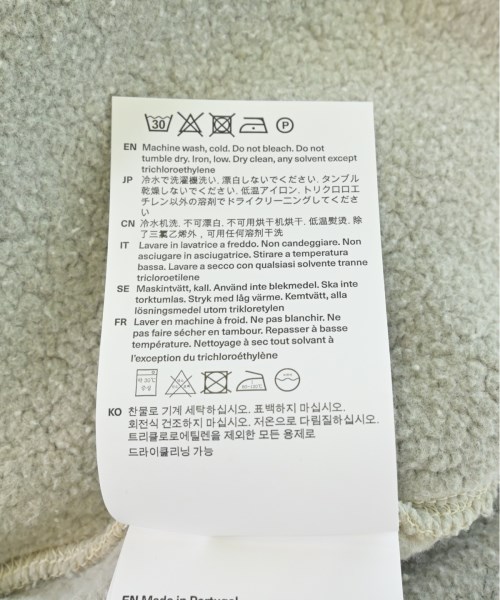 30 P
EN Machine wash, cold. Do not bleach. Do not
tumble dry. Iron, low. Dry clean, any solvent except
trichloroethylene
JP 冷水で洗濯機洗い. 漂白しないでください. タンブル
乾燥しないでください. 低温アイロン. トリクロロエ
チレン以外の溶剤でドライクリーニングしてくださ
い
CN 冷水机洗. 不可漂白. 不可用烘干机烘干. 低温熨烫. 除
了三氯乙烯外，可用任何溶剂干洗
IT Lavare in lavatrice a freddo. Non candeggiare. Non
asciugare in asciugatrice. Stirare a temperatura
bassa. Lavare a secco con qualsiasi solvente tranne
tricloroetilene
SE Maskintvätt, kall. Använd inte blekmedel. Ska inte
torktumlas. Stryk med låg värme. Kemtvätt, alla
lösningsmedel utom trikloretylen
FR Laver en machine à froid. Ne pas blanchir. Ne
pas faire sécher en tambour. Repasser à basse
température. Nettoyage à sec tout solvant à
l'exception du trichloroéthylène
약 30℃
중성
KO 찬물로 기계 세탁하십시오. 표백하지 마십시오.
회전식 건조하지 마십시오. 저온으로 다림질하십시오.
트리클로로에틸렌을 제외한 모든 용제로
드라이클리닝 가능
EN Made in Portugal